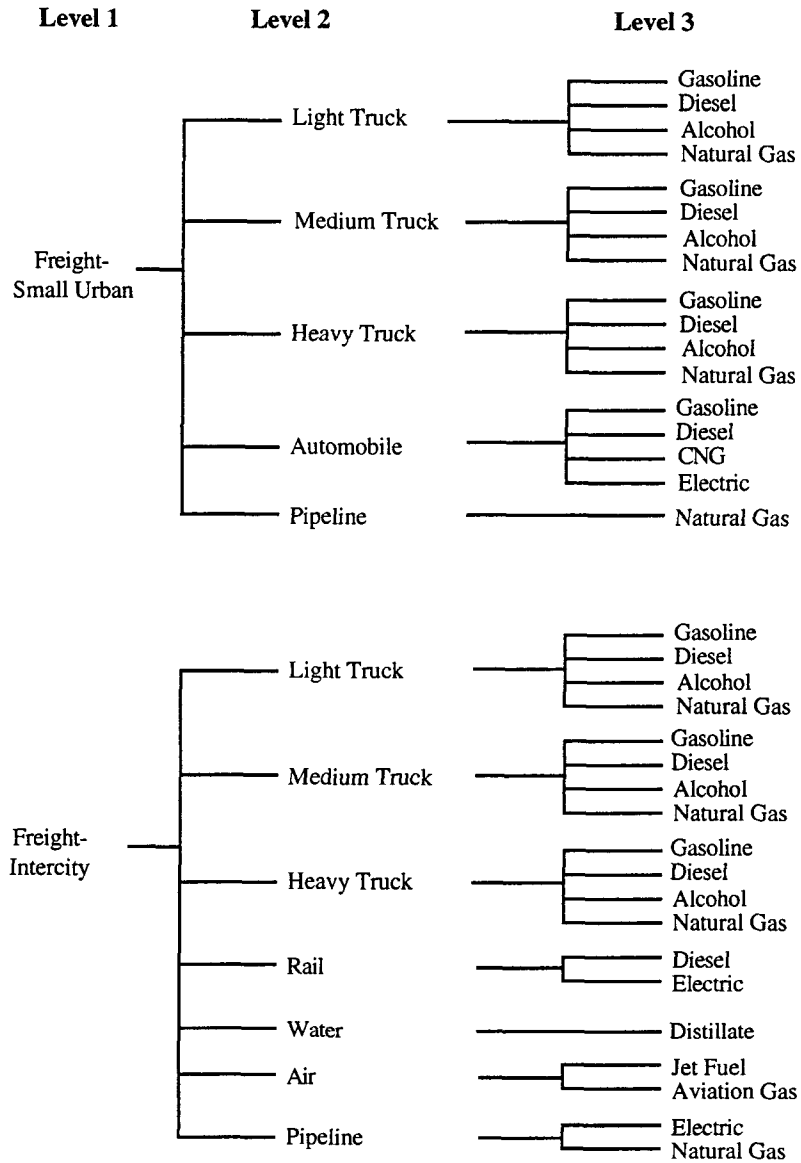 Level 1 Level 2 Level 3
Gasoline
Light Truck Diesel
Alcohol
Natural Gas
Gasoline
Medium Truck Diesel
Alcohol
Natural Gas
Freight-
Small Urban
Gasoline
Heavy Truck Diesel
Alcohol
Natural Gas
Gasoline
Automobile Diesel
CNG
Electric
Pipeline Natural Gas
Gasoline
Light Truck Diesel
Alcohol
Natural Gas
Gasoline
Medium Truck Diesel
Alcohol
Natural Gas
Freight-
Intercity
Gasoline
Heavy Truck Diesel
Alcohol
Natural Gas
Rail Diesel
Electric
Water Distillate
Air Jet Fuel
Aviation Gas
Pipeline Electric
Natural Gas